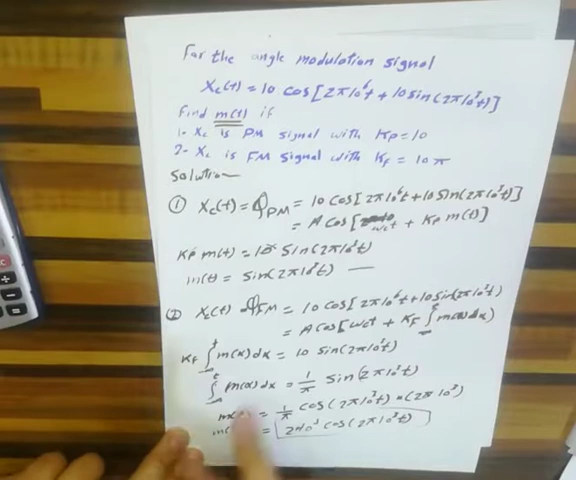 For the angle modulation signal
Xc(t) = 10 cos[2π10⁶t + 10 sin(2π10³t)]
Find m(t) if
1- Xc is PM signal with Kp = 10
2- Xc is FM signal with Kf = 10π
Solution
① Xc(t) = φPM = 10 cos[2π10⁶t + 10 sin(2π10³t)]
= A cos[wct + Kp m(t)]
Kp m(t) = 10 sin(2π10³t)
m(t) = sin(2π10³t)
② Xc(t) = φFM = 10 cos[2π10⁶t + 10 sin(2π10³t)
= A cos[wct + Kf ∫ᵗ m(α)dα)
Kf ∫ᵗ m(α)dα = 10 sin(2π10³t)
∫ᵗ m(α)dα = 1/π sin(2π10³t)
= 1/π cos(2π10³t) * (2π10³)
= 2*10³ cos(2π10³t)